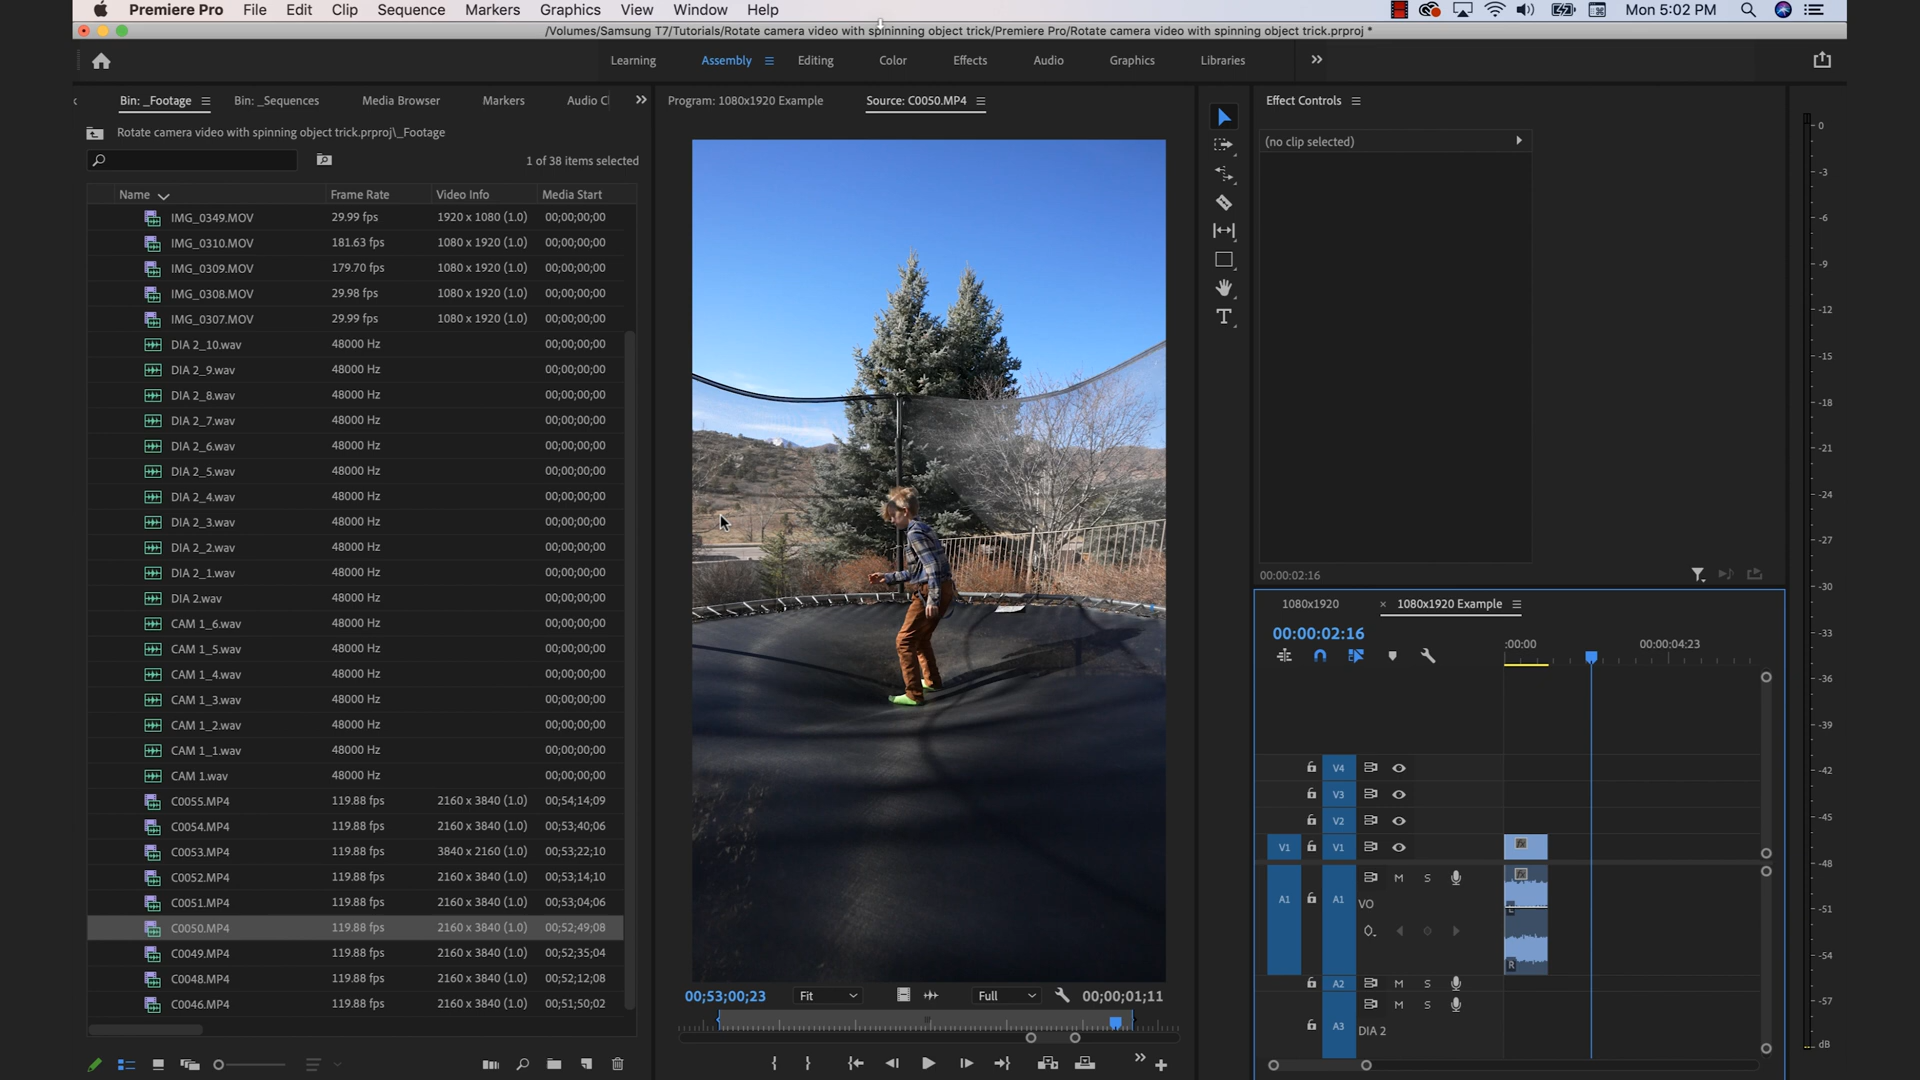 Premiere Pro File Edit Clip Sequence Markers Graphics View Window Help Mon 5:02 PM
/Volumes/Samsung T7/Tutorials/Rotate camera video with spininning object trick/Premiere Pro/Rotate camera video with spinning object trick.prproj *
Learning Assembly Editing Color Effects Audio Graphics Libraries
Bin: _Footage Bin: _Sequences Media Browser Markers Audio Cl
Rotate camera video with spinning object trick.prproj\_Footage
1 of 38 items selected
Name Frame Rate Video Info Media Start
IMG_0349.MOV 29.99 fps 1920 x 1080 (1.0) 00;00;00;00
IMG_0310.MOV 181.63 fps 1080 x 1920 (1.0) 00;00;00;00
IMG_0309.MOV 179.70 fps 1080 x 1920 (1.0) 00;00;00;00
IMG_0308.MOV 29.98 fps 1080 x 1920 (1.0) 00;00;00;00
IMG_0307.MOV 29.99 fps 1080 x 1920 (1.0) 00;00;00;00
DIA 2_10.wav 48000 Hz 00;00;00;00
DIA 2_9.wav 48000 Hz 00;00;00;00
DIA 2_8.wav 48000 Hz 00;00;00;00
DIA 2_7.wav 48000 Hz 00;00;00;00
DIA 2_6.wav 48000 Hz 00;00;00;00
DIA 2_5.wav 48000 Hz 00;00;00;00
DIA 2_4.wav 48000 Hz 00;00;00;00
DIA 2_3.wav 48000 Hz 00;00;00;00
DIA 2_2.wav 48000 Hz 00;00;00;00
DIA 2_1.wav 48000 Hz 00;00;00;00
DIA 2.wav 48000 Hz 00;00;00;00
CAM 1_6.wav 48000 Hz 00;00;00;00
CAM 1_5.wav 48000 Hz 00;00;00;00
CAM 1_4.wav 48000 Hz 00;00;00;00
CAM 1_3.wav 48000 Hz 00;00;00;00
CAM 1_2.wav 48000 Hz 00;00;00;00
CAM 1_1.wav 48000 Hz 00;00;00;00
CAM 1.wav 48000 Hz 00;00;00;00
C0055.MP4 119.88 fps 2160 x 3840 (1.0) 00;54;14;09
C0054.MP4 119.88 fps 2160 x 3840 (1.0) 00;53;40;06
C0053.MP4 119.88 fps 3840 x 2160 (1.0) 00;53;22;10
C0052.MP4 119.88 fps 2160 x 3840 (1.0) 00;53;14;10
C0051.MP4 119.88 fps 2160 x 3840 (1.0) 00;53;04;06
C0050.MP4 119.88 fps 2160 x 3840 (1.0) 00;52;49;08
C0049.MP4 119.88 fps 2160 x 3840 (1.0) 00;52;35;04
C0048.MP4 119.88 fps 2160 x 3840 (1.0) 00;52;12;08
C0046.MP4 119.88 fps 2160 x 3840 (1.0) 00;51;50;02
Program: 1080x1920 Example Source: C0050.MP4
00;53;00;23 Fit Full 00;00;01;11
Effect Controls
(no clip selected)
00:00:02:16
1080x1920 × 1080x1920 Example
00:00:02:16
:00:00 00:00:04:23
V4
V3
V2
V1 V1 fx
M S fx
A1 A1 VO
L
R
A2 M S
M S
A3 DIA 2
0
-3
-6
-9
-12
-15
-18
-21
-24
-27
-30
-33
-36
-39
-42
-45
-48
-51
-54
-57
dB